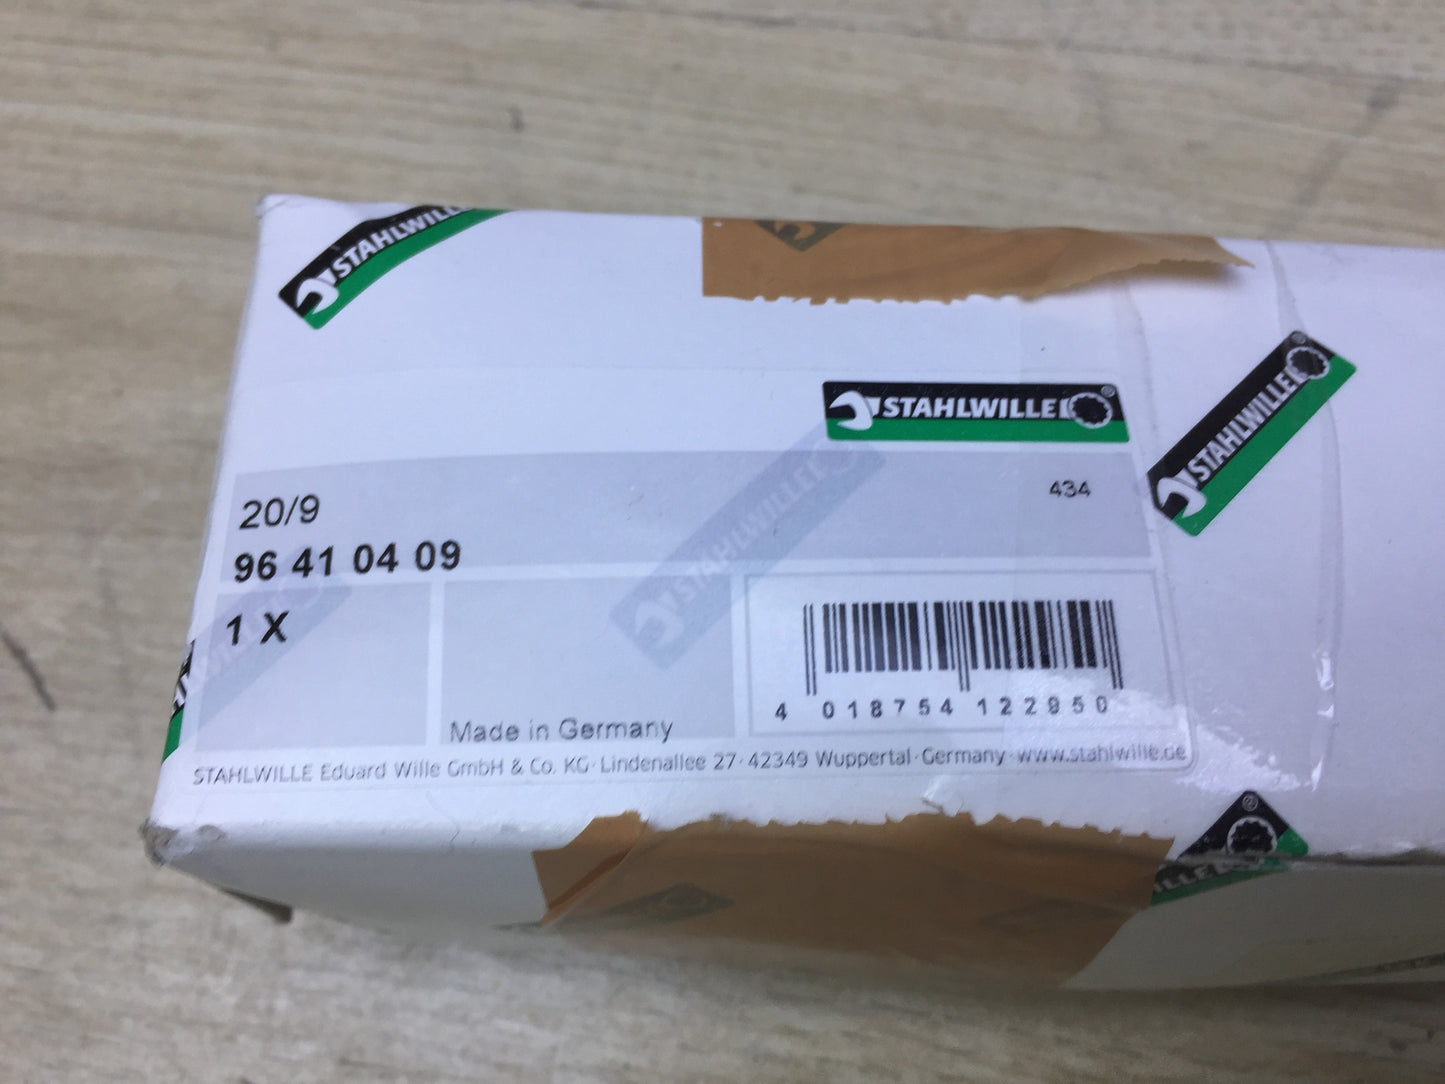 STAHLWILLE
STAHLWILLE ®
STAHLWILLE ®
20/9
434
96 41 04 09
STAHLWILLE
1 X
4 018754 122950
Made in Germany
STAHLWILLE Eduard Wille GmbH & Co. KG · Lindenallee 27 · 42349 Wuppertal · Germany · www.stahlwille.de
®